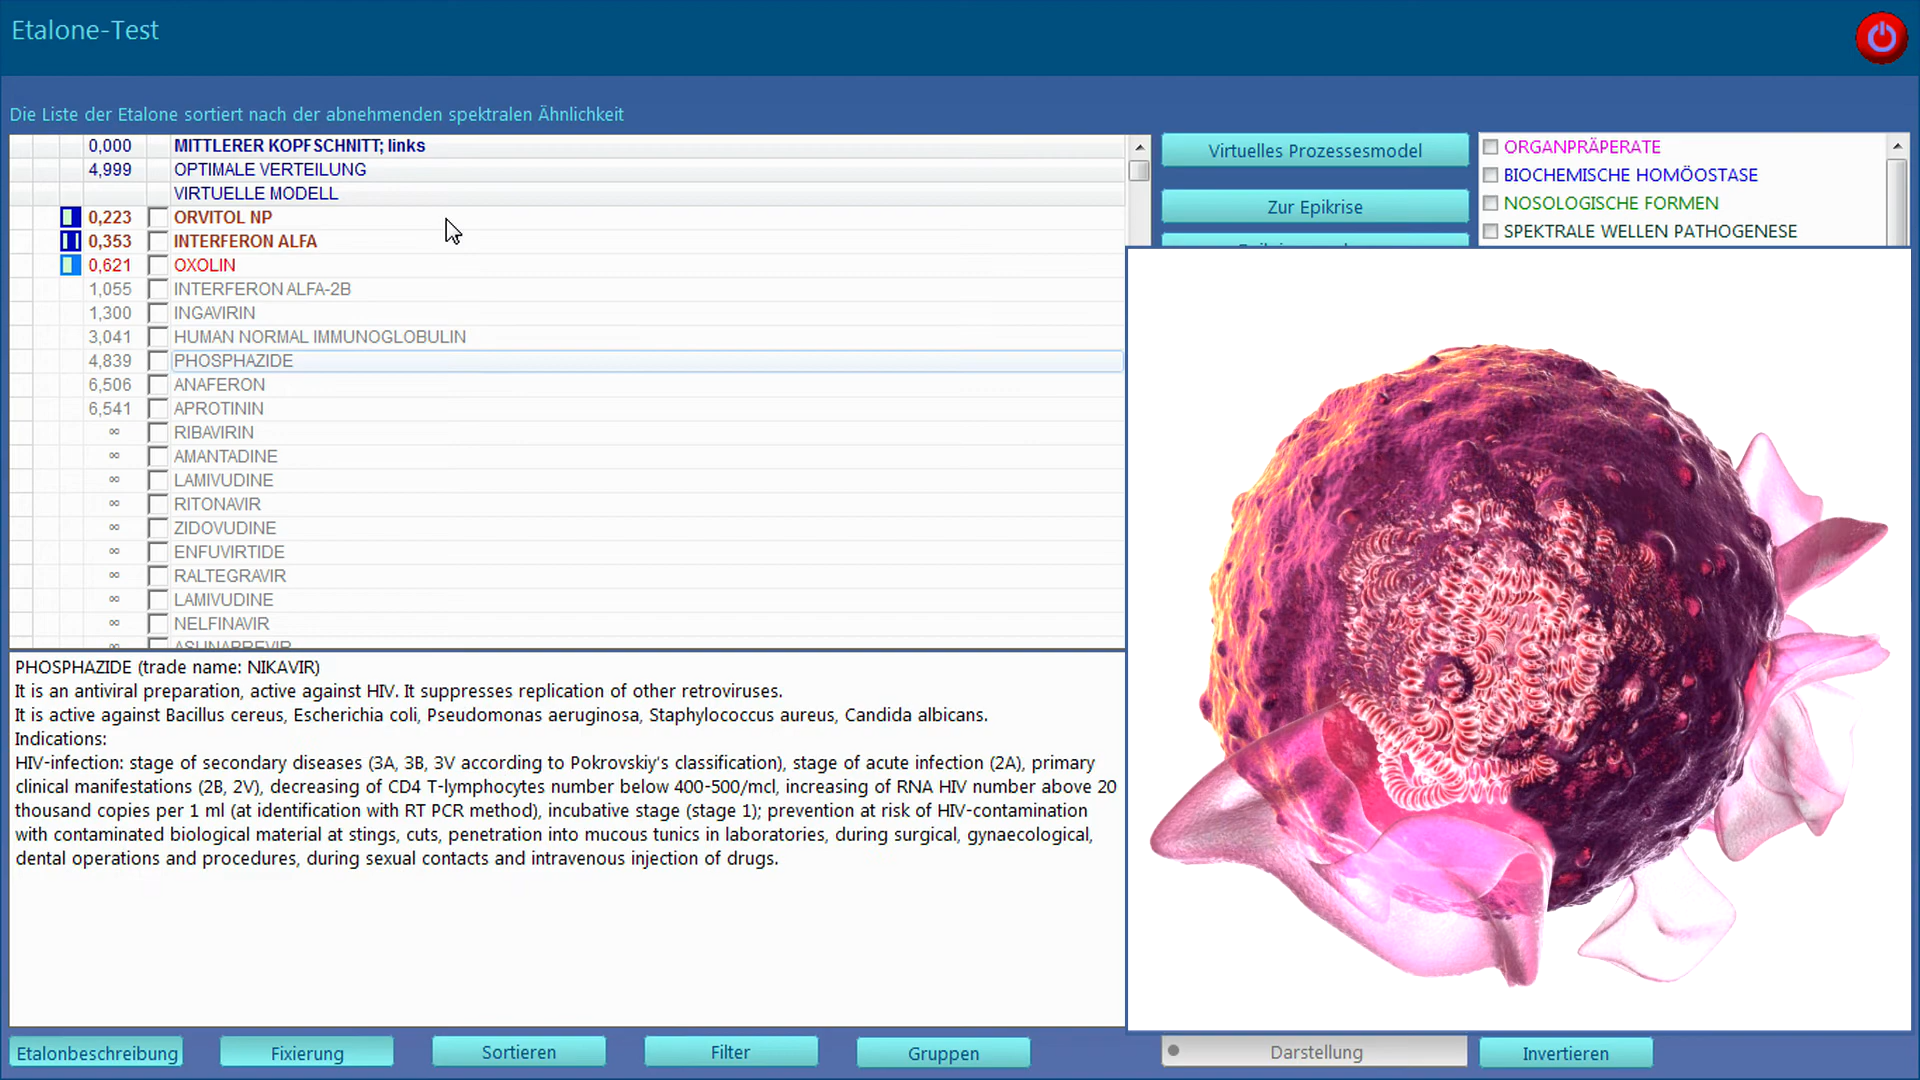 Etalone-Test
Die Liste der Etalone sortiert nach der abnehmenden spektralen Ähnlichkeit
0,000 MITTLERER KOPFSCHNITT; links
4,999 OPTIMALE VERTEILUNG
VIRTUELLE MODELL
0,223 ORVITOL NP
0,353 INTERFERON ALFA
0,621 OXOLIN
1,055 INTERFERON ALFA-2B
1,300 INGAVIRIN
3,041 HUMAN NORMAL IMMUNOGLOBULIN
4,839 PHOSPHAZIDE
6,506 ANAFERON
6,541 APROTININ
∞ RIBAVIRIN
∞ AMANTADINE
∞ LAMIVUDINE
∞ RITONAVIR
∞ ZIDOVUDINE
∞ ENFUVIRTIDE
∞ RALTEGRAVIR
∞ LAMIVUDINE
∞ NELFINAVIR
Virtuelles Prozessesmodel
Zur Epikrise
ORGANPRÄPERATE
BIOCHEMISCHE HOMÖOSTASE
NOSOLOGISCHE FORMEN
SPEKTRALE WELLEN PATHOGENESE
PHOSPHAZIDE (trade name: NIKAVIR)
It is an antiviral preparation, active against HIV. It suppresses replication of other retroviruses.
It is active against Bacillus cereus, Escherichia coli, Pseudomonas aeruginosa, Staphylococcus aureus, Candida albicans.
Indications:
HIV-infection: stage of secondary diseases (3A, 3B, 3V according to Pokrovskiy's classification), stage of acute infection (2A), primary
clinical manifestations (2B, 2V), decreasing of CD4 T-lymphocytes number below 400-500/mcl, increasing of RNA HIV number above 20
thousand copies per 1 ml (at identification with RT PCR method), incubative stage (stage 1); prevention at risk of HIV-contamination
with contaminated biological material at stings, cuts, penetration into mucous tunics in laboratories, during surgical, gynaecological,
dental operations and procedures, during sexual contacts and intravenous injection of drugs.
Etalonbeschreibung
Fixierung
Sortieren
Filter
Gruppen
Darstellung
Invertieren